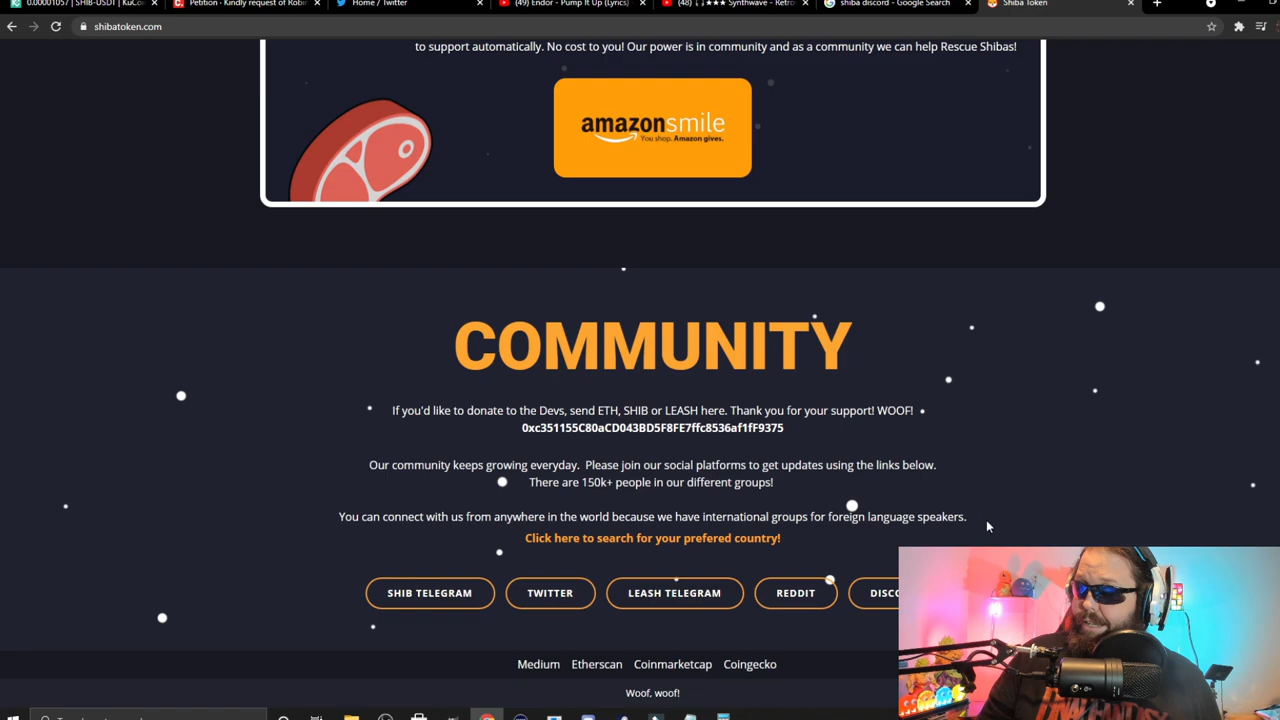 0.00001057 | SHIB-USDT | KuCo
Petition · Kindly request of Robin
Home / Twitter
(49) Endor - Pump It Up (Lyrics)
Synthwave - Retro
shiba discord - Google Search
Shiba Token
shibatoken.com
to support automatically. No cost to you! Our power is in community and as a community we can help Rescue Shibas!
amazonsmile
You shop. Amazon gives.
COMMUNITY
If you'd like to donate to the Devs, send ETH, SHIB or LEASH here. Thank you for your support! WOOF!
0xc351155C80aCD043BD5F8FE7ffc8536af1fF9375
Our community keeps growing everyday. Please join our social platforms to get updates using the links below.
There are 150k+ people in our different groups!
You can connect with us from anywhere in the world because we have international groups for foreign language speakers.
Click here to search for your prefered country!
SHIB TELEGRAM
TWITTER
LEASH TELEGRAM
REDDIT
DISCO
Medium Etherscan Coinmarketcap Coingecko
Woof, woof!